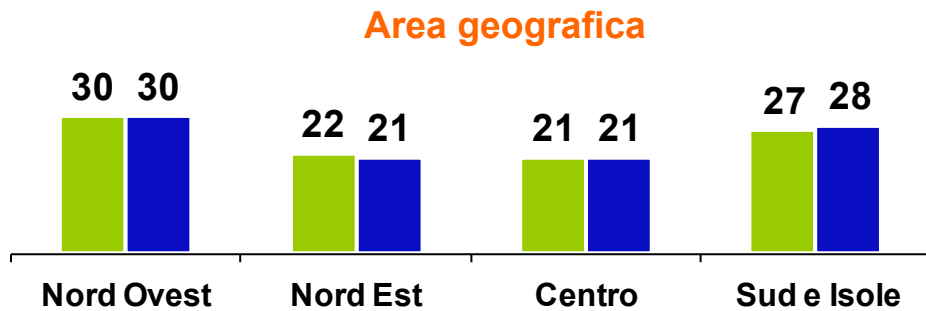 Area geografica
30 30 22 21 21 21 27 28
Nord Ovest Nord Est Centro Sud e Isole